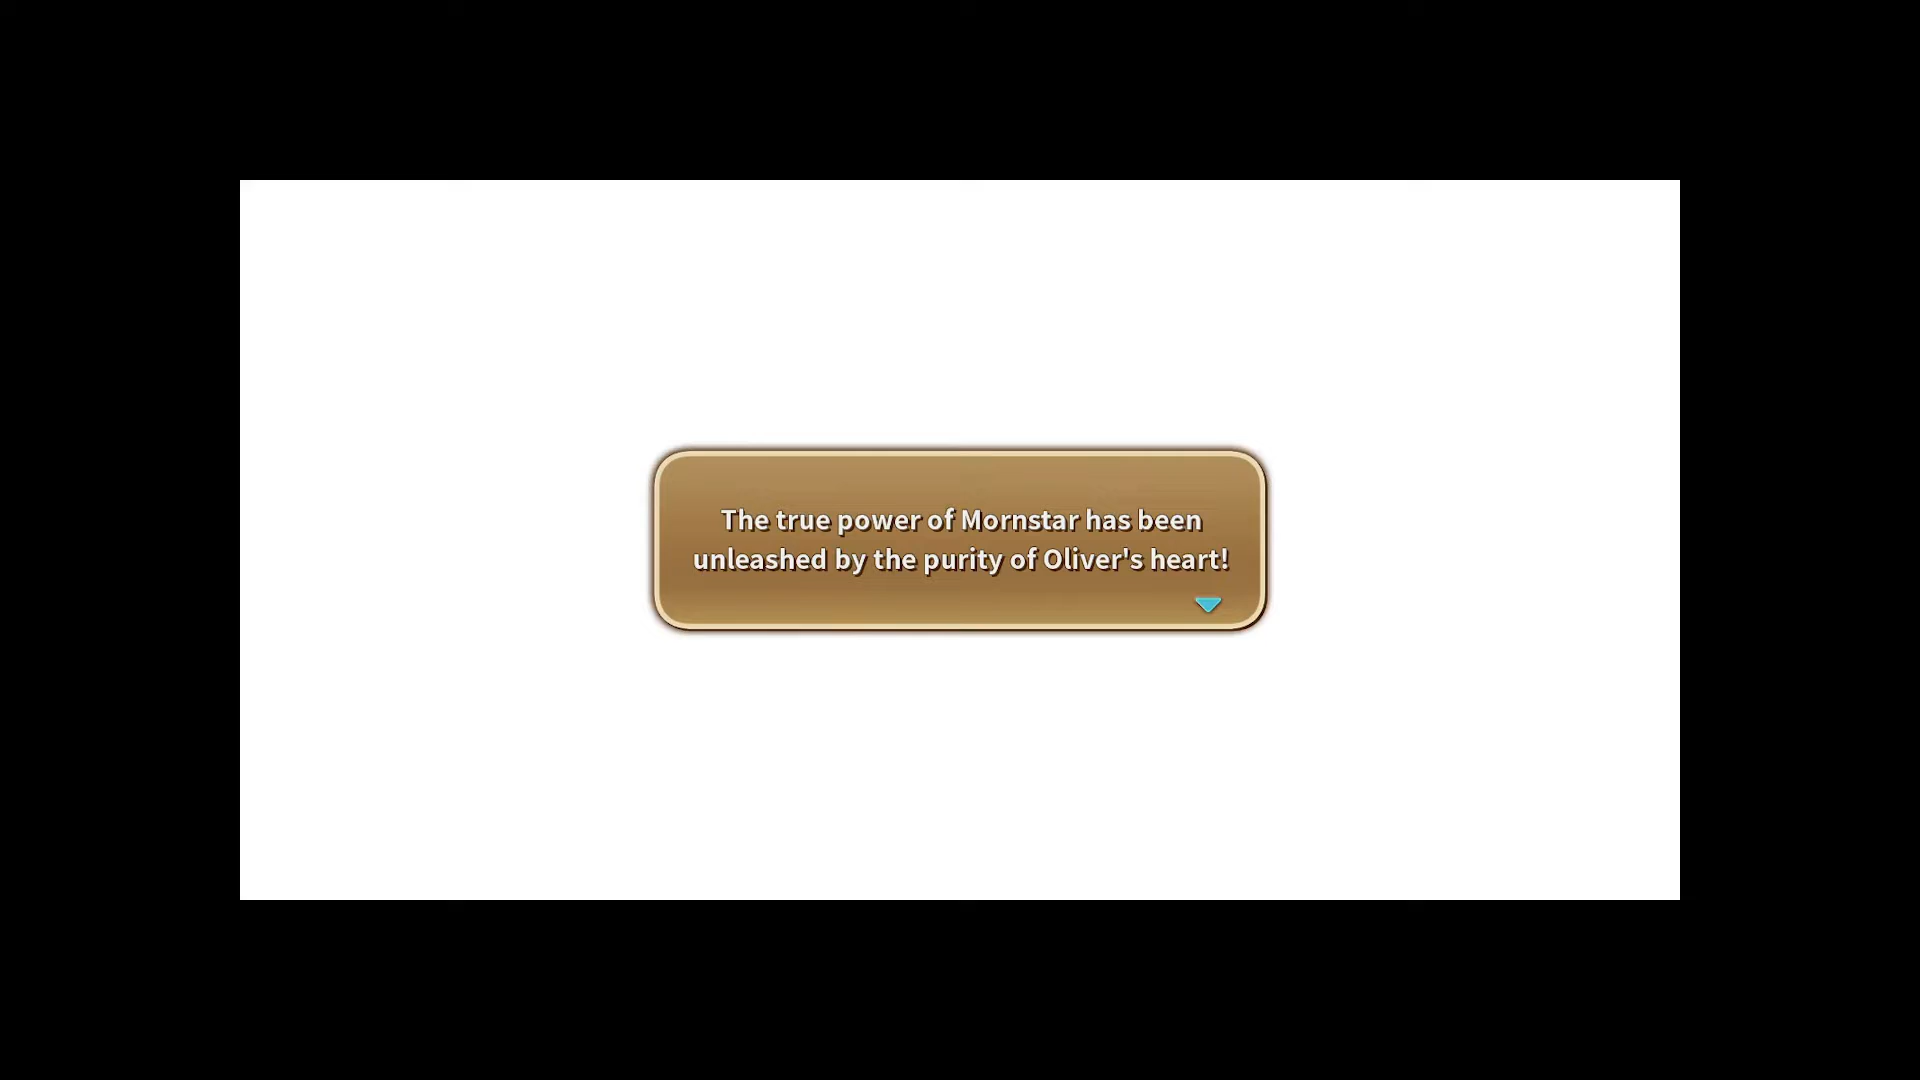 The true power of Mornstar has been
unleashed by the purity of Oliver's heart!